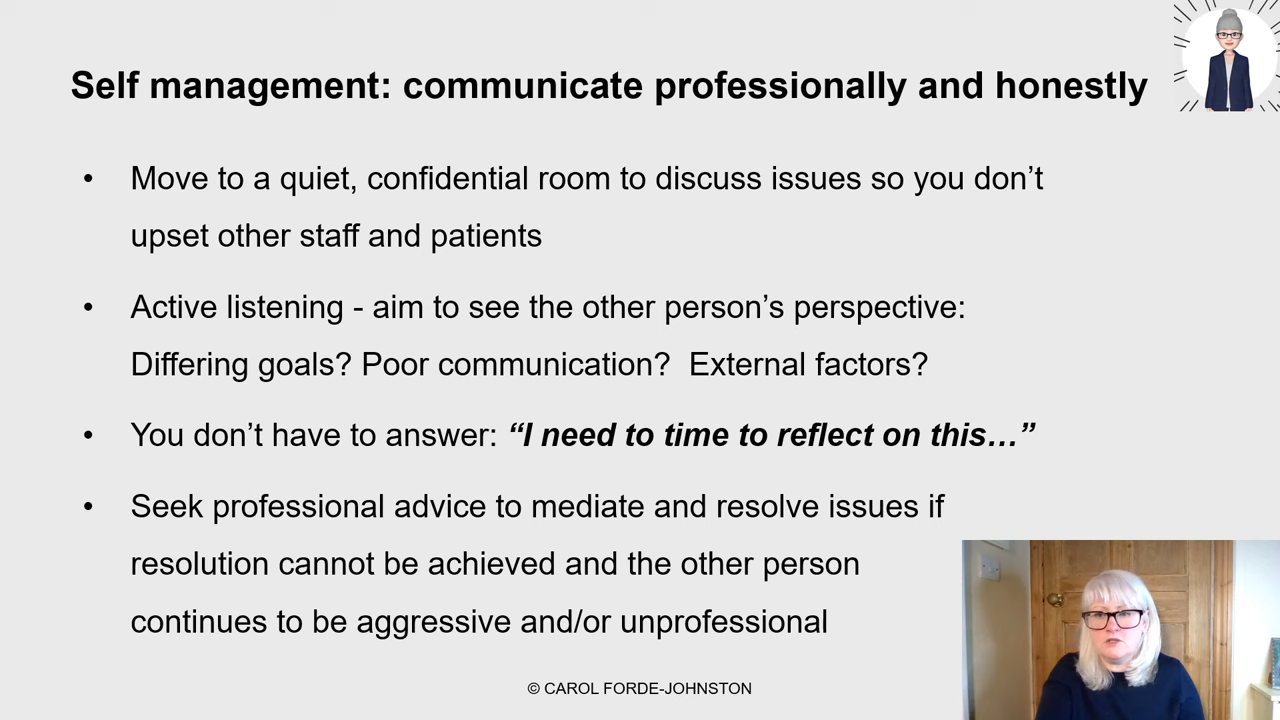 Self management: communicate professionally and honestly
• Move to a quiet, confidential room to discuss issues so you don’t
upset other staff and patients
• Active listening - aim to see the other person’s perspective:
Differing goals? Poor communication?  External factors?
• You don’t have to answer: “I need to time to reflect on this…”
• Seek professional advice to mediate and resolve issues if
resolution cannot be achieved and the other person
continues to be aggressive and/or unprofessional
© CAROL FORDE-JOHNSTON